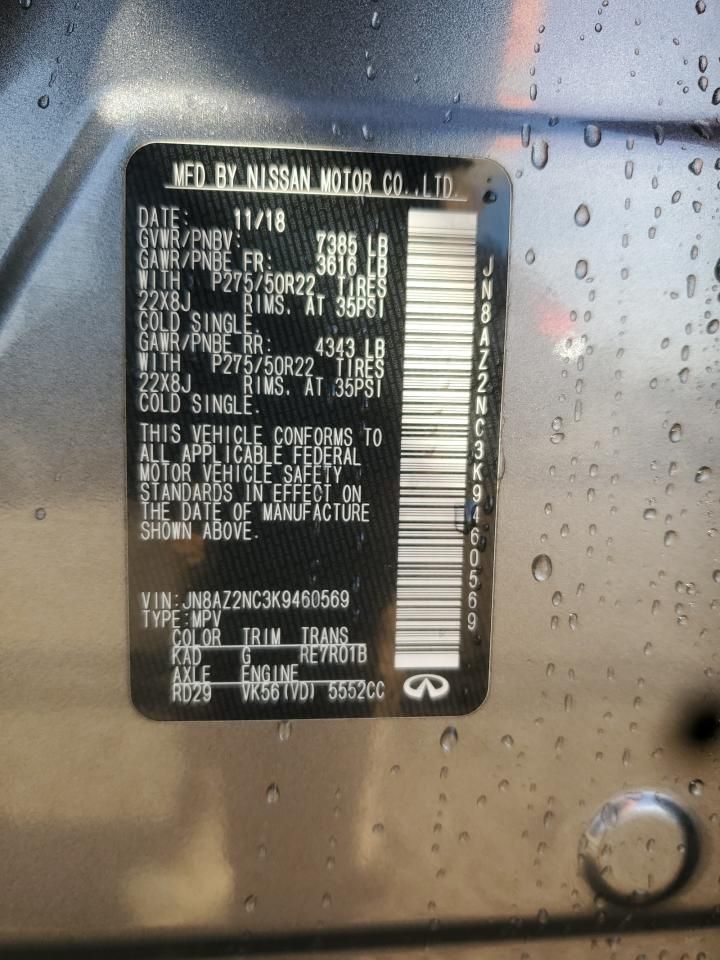 MFD BY NISSAN MOTOR CO.,LTD.
DATE: 11/18
GVWR/PNBV: 7385 LB
GAWR/PNBE FR: 3616 LB
WITH P275/50R22 TIRES
22X8J RIMS. AT 35PSI
COLD SINGLE.
GAWR/PNBE RR: 4343 LB
WITH P275/50R22 TIRES
22X8J RIMS. AT 35PSI
COLD SINGLE.
THIS VEHICLE CONFORMS TO
ALL APPLICABLE FEDERAL
MOTOR VEHICLE SAFETY
STANDARDS IN EFFECT ON
THE DATE OF MANUFACTURE
SHOWN ABOVE.
VIN:JN8AZ2NC3K9460569
TYPE:MPV
COLOR TRIM TRANS
KAD G RE7R01B
AXLE ENGINE
RD29 VK56(VD) 5552CC
JN8AZ2NC3K9460569